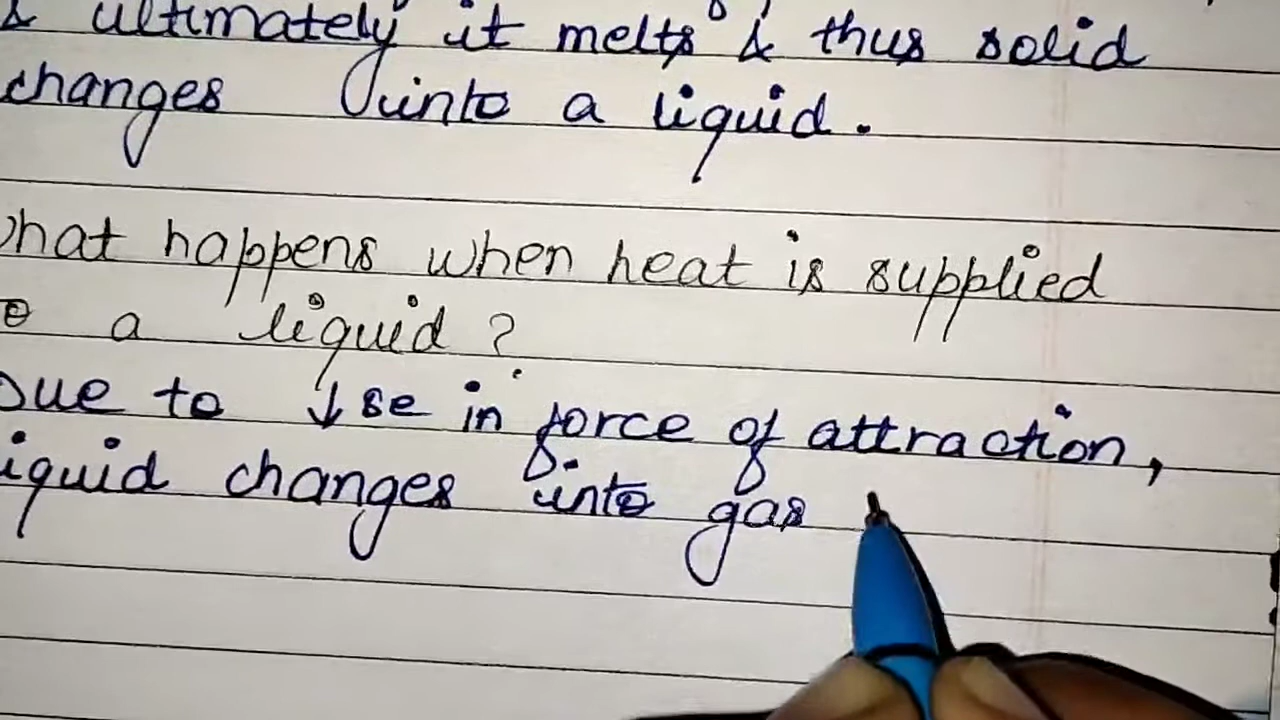 & ultimately it melts & thus solid
changes into a liquid.
hat happens when heat is supplied
a liquid?
Due to ↓se in force of attraction,
iquid changes into gas